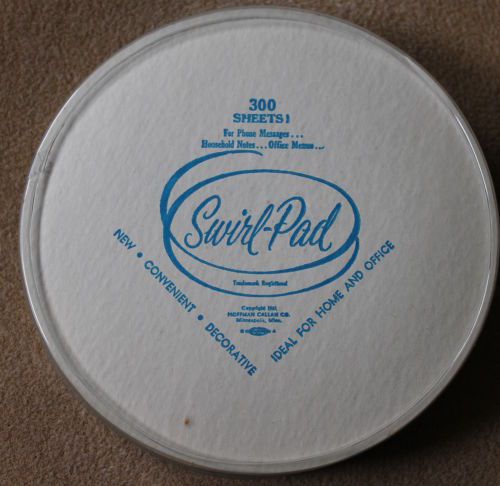 300
SHEETS!
For Phone Messages...
Household Notes... Office Memos...
Swirl-Pad
Trademark Registered
Copyright
HOFFMAN CALLAN CO.
Minneapolis, Minn.
NEW • CONVENIENT • DECORATIVE
IDEAL FOR HOME AND OFFICE